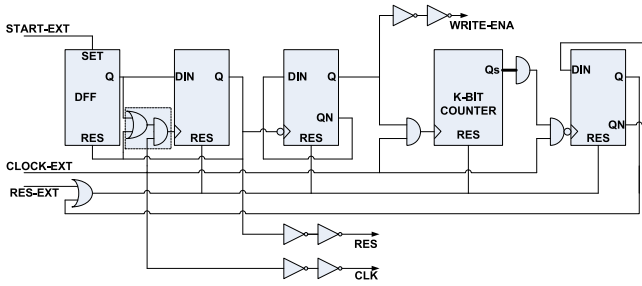 START-EXT
WRITE-ENA
SET
Q
DFF
RES
DIN
Q
RES
DIN
Q
QN
RES
Qs
K-BIT
COUNTER
RES
DIN
Q
QN
RES
CLOCK-EXT
RES-EXT
RES
CLK